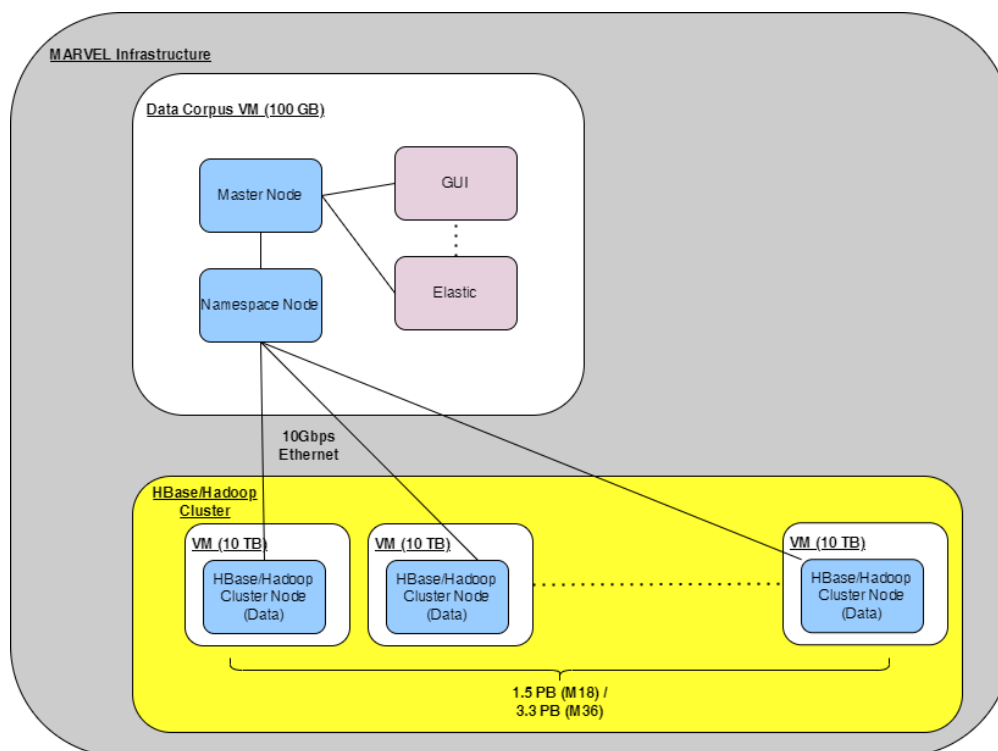 MARVEL Infrastructure
Data Corpus VM (100 GB)
Master Node
GUI
Namespace Node
Elastic
10Gbps
Ethernet
HBase/Hadoop
Cluster
VM (10 TB)
HBase/Hadoop
Cluster Node
(Data)
VM (10 TB)
HBase/Hadoop
Cluster Node
(Data)
VM (10 TB)
HBase/Hadoop
Cluster Node
(Data)
1.5 PB (M18) /
3.3 PB (M36)